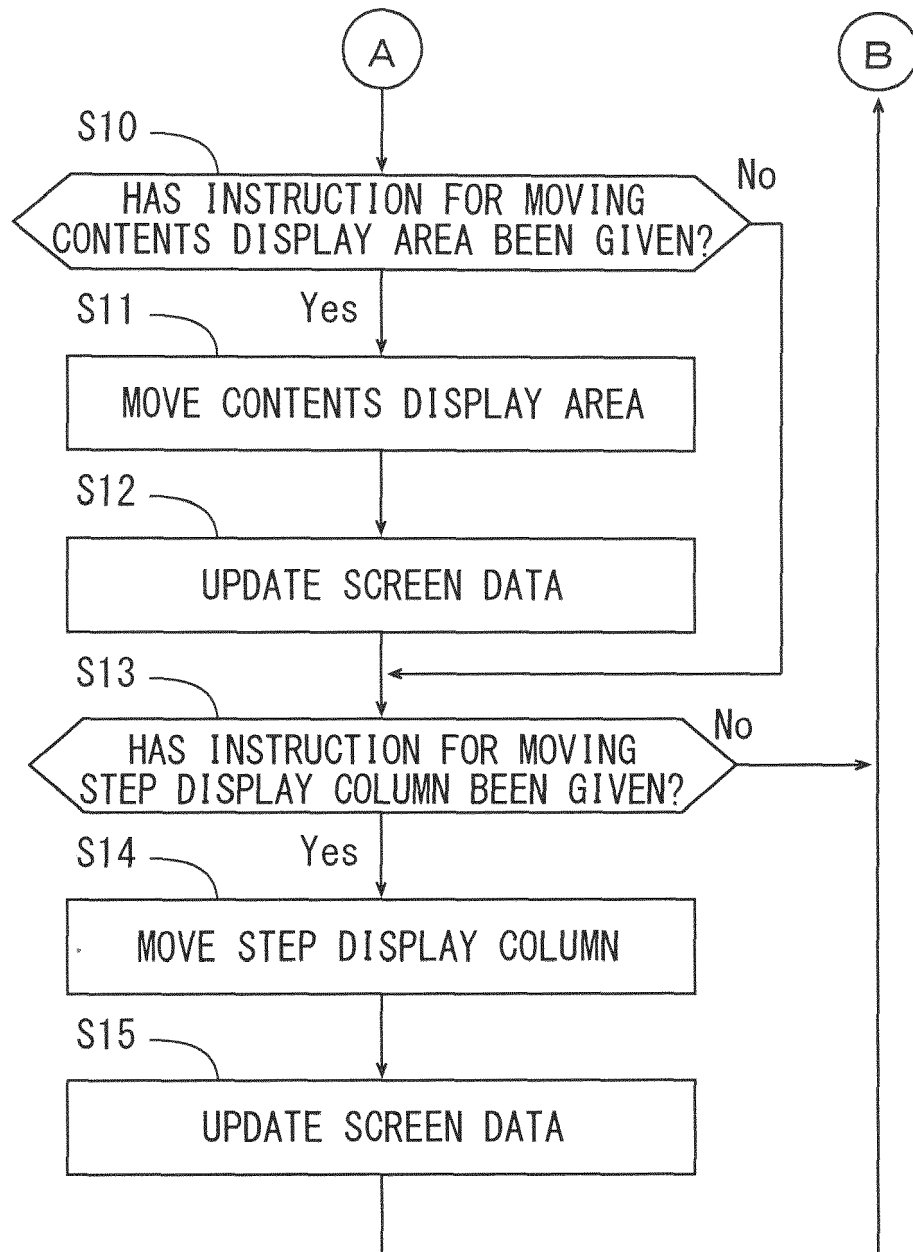 A
B
S10
No
HAS INSTRUCTION FOR MOVING
CONTENTS DISPLAY AREA BEEN GIVEN?
S11
Yes
MOVE CONTENTS DISPLAY AREA
S12
UPDATE SCREEN DATA
S13
No
HAS INSTRUCTION FOR MOVING
STEP DISPLAY COLUMN BEEN GIVEN?
S14
Yes
MOVE STEP DISPLAY COLUMN
S15
UPDATE SCREEN DATA